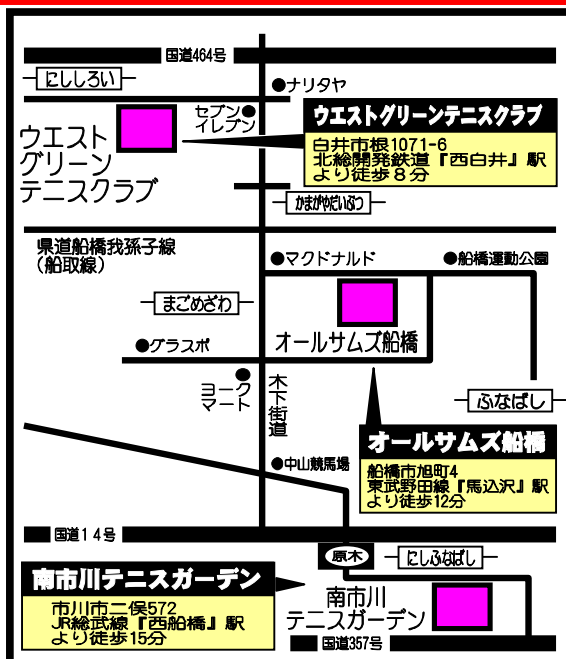 国道464号
にししろい
ナリタヤ
セブン
イレブン
ウエスト
グリーン
テニスクラブ
ウエストグリーンテニスクラブ
白井市根1071-6
北総開発鉄道『西白井』駅
より徒歩8分
かまがやだいぶつ
県道船橋我孫子線
(船取線)
マクドナルド
船橋運動公園
まごめざわ
オールサムズ船橋
グラスポ
ヨーク
マート
木下街道
ふなばし
オールサムズ船橋
船橋市旭町4
東武野田線『馬込沢』駅
より徒歩12分
中山競馬場
国道14号
原木
にしふなばし
南市川テニスガーデン
市川市二俣572
JR総武線『西船橋』駅
より徒歩15分
南市川
テニスガーデン
国道357号